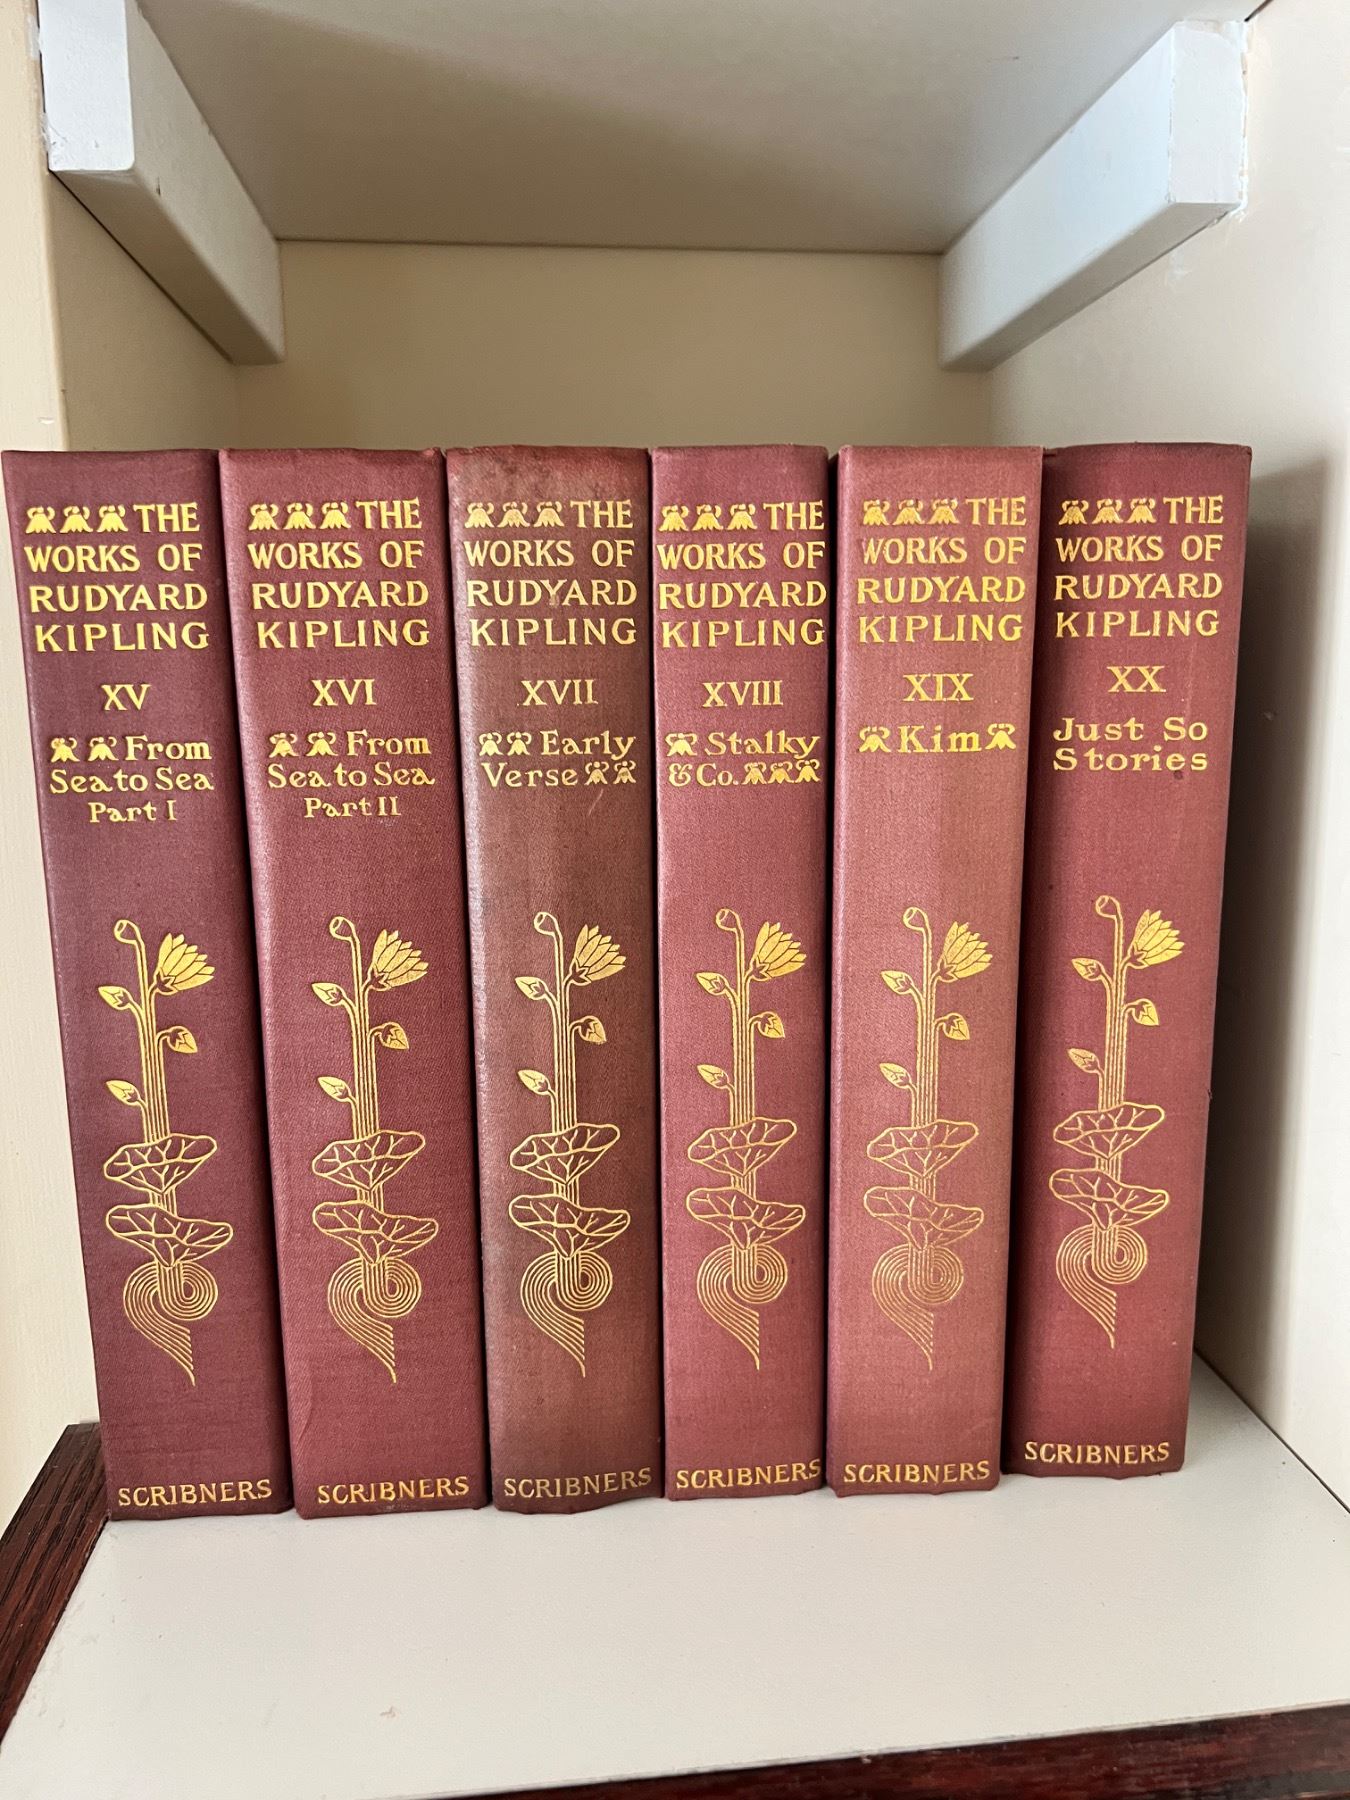 THE
WORKS OF
RUDYARD
KIPLING
XV
From
Sea to Sea
Part I
SCRIBNERS
THE
WORKS OF
RUDYARD
KIPLING
XVI
From
Sea to Sea
Part II
SCRIBNERS
THE
WORKS OF
RUDYARD
KIPLING
XVII
Early
Verse
SCRIBNERS
THE
WORKS OF
RUDYARD
KIPLING
XVIII
Stalky
& Co.
SCRIBNERS
THE
WORKS OF
RUDYARD
KIPLING
XIX
Kim
SCRIBNERS
THE
WORKS OF
RUDYARD
KIPLING
XX
Just So
Stories
SCRIBNERS